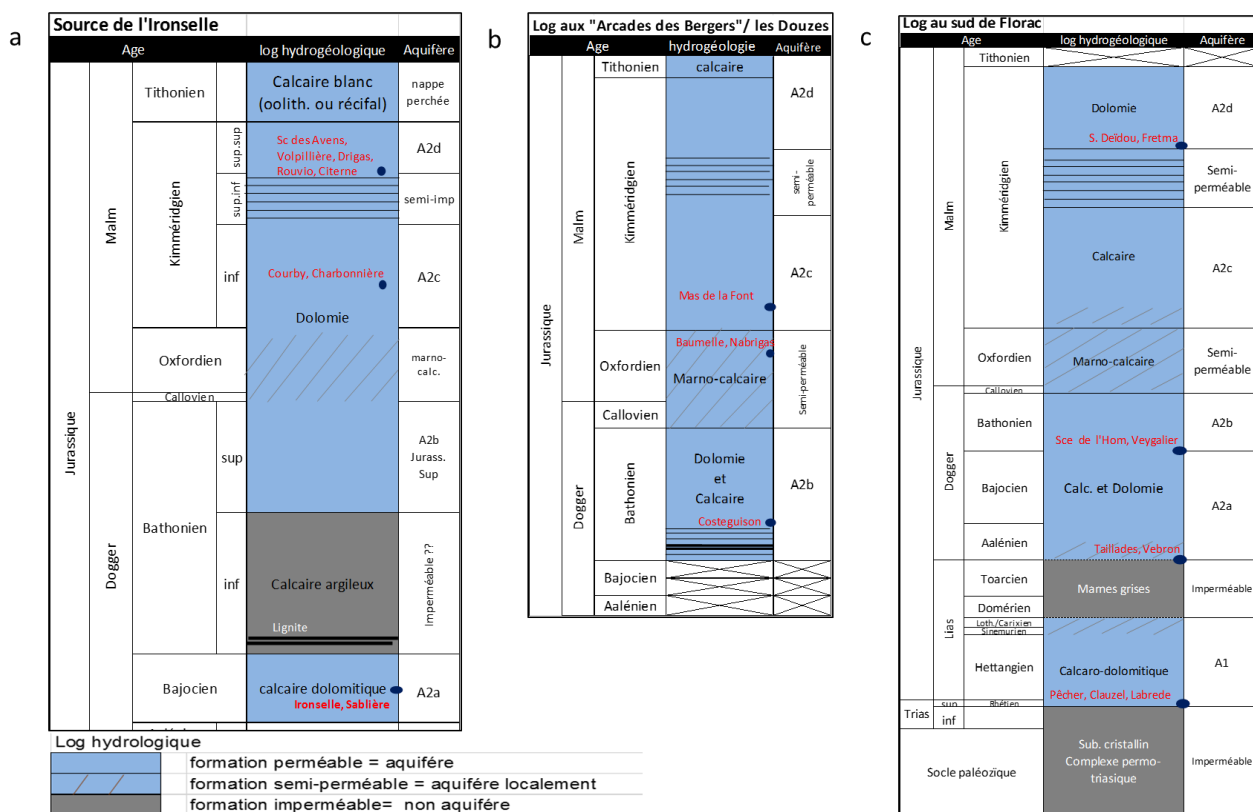 a
Source de l'Ironselle
Age
log hydrogéologique
Aquifère
Jurassique
Malm
Dogger
Tithonien
Calcaire blanc
(oolith. ou récifal)
nappe
perchée
Kimméridgien
sup.sup
Sc des Avens,
Volpillière, Drigas,
Rouvio, Citerne
A2d
sup.inf
semi-imp
inf
Courby, Charbonnière
A2c
Dolomie
Oxfordien
marno-
calc.
Callovien
Bathonien
sup
A2b
Jurass.
Sup
inf
Calcaire argileux
Imperméable ??
Lignite
Bajocien
calcaire dolomitique
Ironselle, Sablière
A2a
Log hydrologique
formation perméable = aquifére
formation semi-perméable = aquifére localement
formation imperméable= non aquifére
b
Log aux "Arcades des Bergers"/ les Douzes
Age
hydrogéologie
Aquifère
Jurassique
Malm
Dogger
Tithonien
calcaire
A2d
Kimméridgien
semi-
perméable
A2c
Mas de la Font
Oxfordien
Baumelle, Nabrigas
Marno-calcaire
Semi-perméable
Callovien
Bathonien
Dolomie
et
Calcaire
A2b
Costeguison
Bajocien
Aalénien
c
Log au sud de Florac
Age
log hydrogéologique
Aquifère
Jurassique
Malm
Dogger
Lias
Tithonien
Kimméridgien
Dolomie
A2d
S. Deïdou, Fretma
Semi-
perméable
Calcaire
A2c
Oxfordien
Marno-calcaire
Semi-
perméable
Callovien
Bathonien
Sce de l'Hom, Veygalier
A2b
Bajocien
Calc. et Dolomie
A2a
Aalénien
Taillades, Vebron
Toarcien
Marnes grises
Imperméable
Domérien
Loth./Carixien
Sinémurien
Hettangien
Calcaro-dolomitique
A1
Pêcher, Clauzel, Labrede
Trias
sup
Rhétien
inf
Socle paléozïque
Sub. cristallin
Complexe permo-
triasique
Imperméable